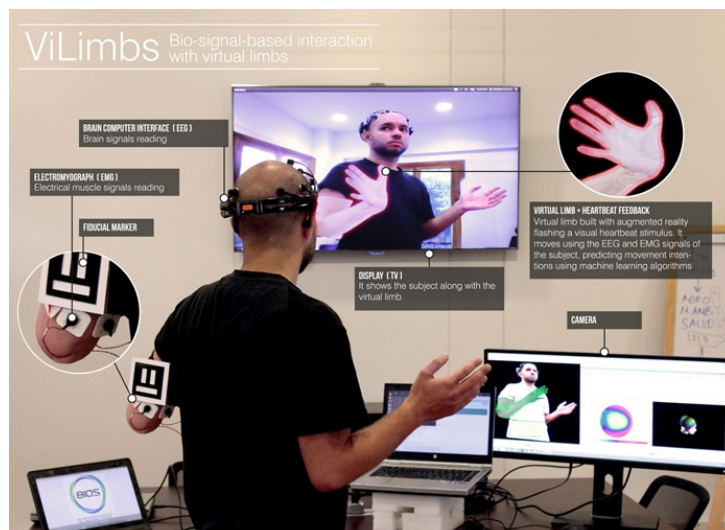 ViLimbs
Bio-signal-based interaction
with virtual limbs
BRAIN COMPUTER INTERFACE (EEG)
Brain signals reading
ELECTROMYOGRAPH (EMG)
Electrical muscle signals reading
FIDUCIAL MARKER
VIRTUAL LIMB + HEARTBEAT FEEDBACK
Virtual limb built with augmented reality
flashing a visual heartbeat stimulus. It
moves using the EEG and EMG signals of
the subject, predicting movement inten-
tions using machine learning algorithms
DISPLAY (TV)
It shows the subject along with the
virtual limb
CAMERA
SALUD
BIOS